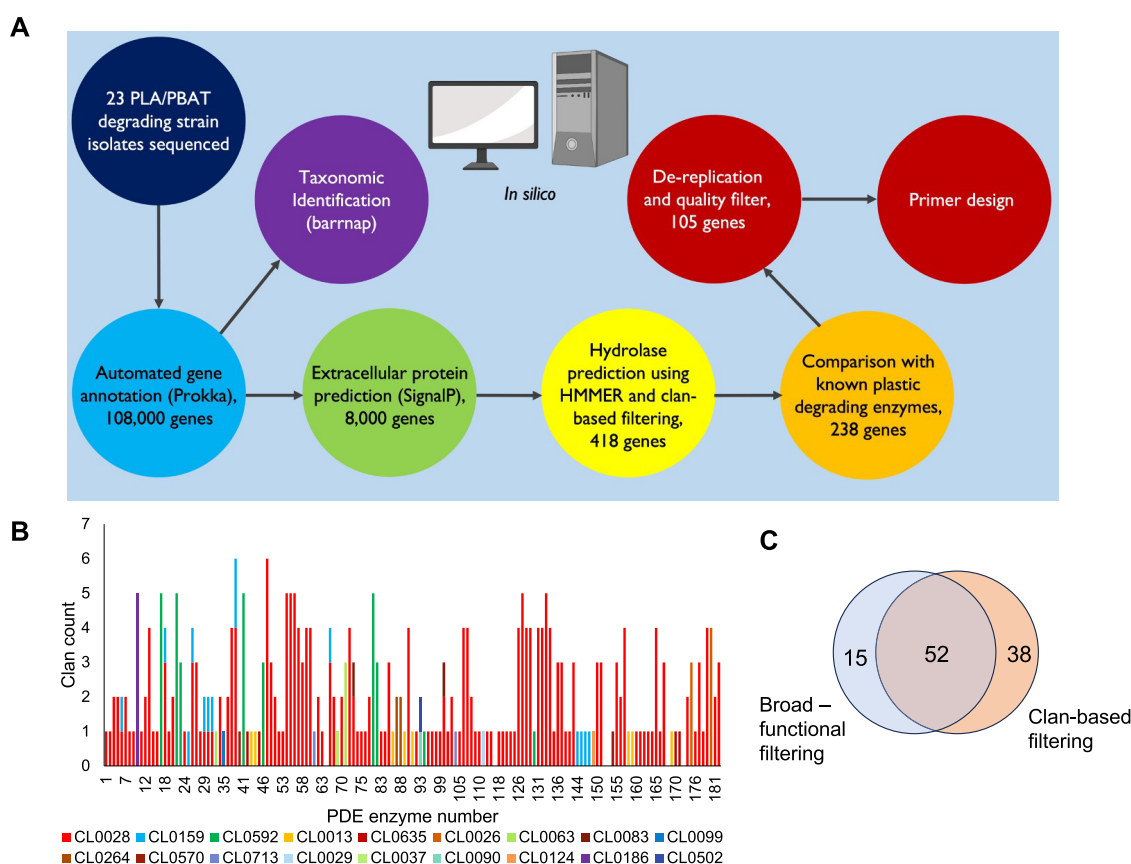 A
23 PLA/PBAT
degrading strain
isolates sequenced
Taxonomic
Identification
(barrnap)
In silico
De-replication
and quality filter,
105 genes
Primer design
Automated gene
annotation (Prokka),
108,000 genes
Extracellular protein
prediction (SignalP),
8,000 genes
Hydrolase
prediction using
HMMER and clan-
based filtering,
418 genes
Comparison with
known plastic
degrading enzymes,
238 genes
B
Clan count
7
6
5
4
3
2
1
0
1 7 12 18 24 29 35 41 46 53 58 63 70 75 83 88 93 99 105 110 118 126 131 136 144 150 155 160 165 170 176 181
PDE enzyme number
CL0028 CL0159 CL0592 CL0013 CL0635 CL0026 CL0063 CL0083 CL0099
CL0264 CL0570 CL0713 CL0029 CL0037 CL0090 CL0124 CL0186 CL0502
C
15 52 38
Broad –
functional
filtering
Clan-based
filtering